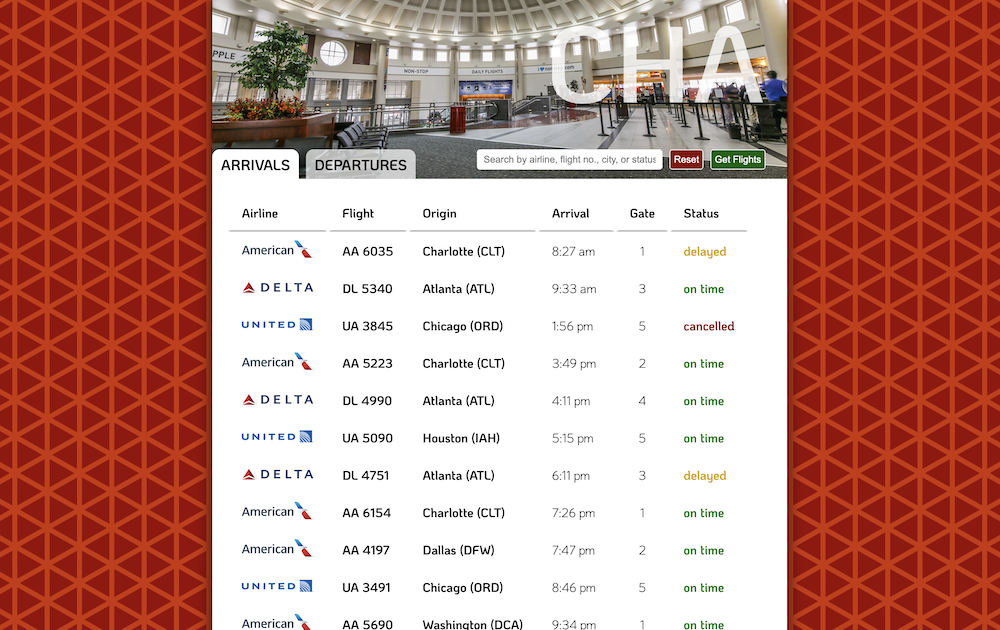 CHA
PPLE
NON-STOP
DAILY FLIGHTS
ARRIVALS DEPARTURES Search by airline, flight no., city, or status Reset Get Flights
Airline Flight Origin Arrival Gate Status
American AA 6035 Charlotte (CLT) 8:27 am 1 delayed
DELTA DL 5340 Atlanta (ATL) 9:33 am 3 on time
UNITED UA 3845 Chicago (ORD) 1:56 pm 5 cancelled
American AA 5223 Charlotte (CLT) 3:49 pm 2 on time
DELTA DL 4990 Atlanta (ATL) 4:11 pm 4 on time
UNITED UA 5090 Houston (IAH) 5:15 pm 5 on time
DELTA DL 4751 Atlanta (ATL) 6:11 pm 3 delayed
American AA 6154 Charlotte (CLT) 7:26 pm 1 on time
American AA 4197 Dallas (DFW) 7:47 pm 2 on time
UNITED UA 3491 Chicago (ORD) 8:46 pm 5 on time
American AA 5690 Washington (DCA) 9:34 pm 1 on time